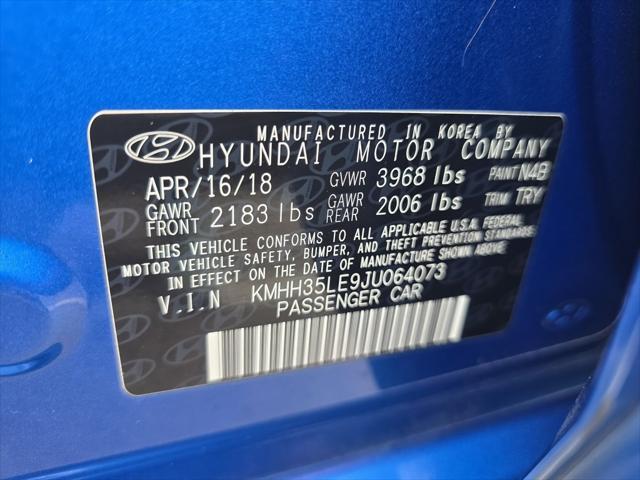 MANUFACTURED IN KOREA BY
HYUNDAI MOTOR COMPANY
APR/16/18 GVWR 3968 lbs PAINT N4B
GAWR FRONT 2183 lbs GAWR REAR 2006 lbs TRIM TRY
THIS VEHICLE CONFORMS TO ALL APPLICABLE U.S.A. FEDERAL
MOTOR VEHICLE SAFETY, BUMPER, AND THEFT PREVENTION STANDARDS
IN EFFECT ON THE DATE OF MANUFACTURE SHOWN ABOVE.
V.I.N KMHH35LE9JU064073
PASSENGER CAR